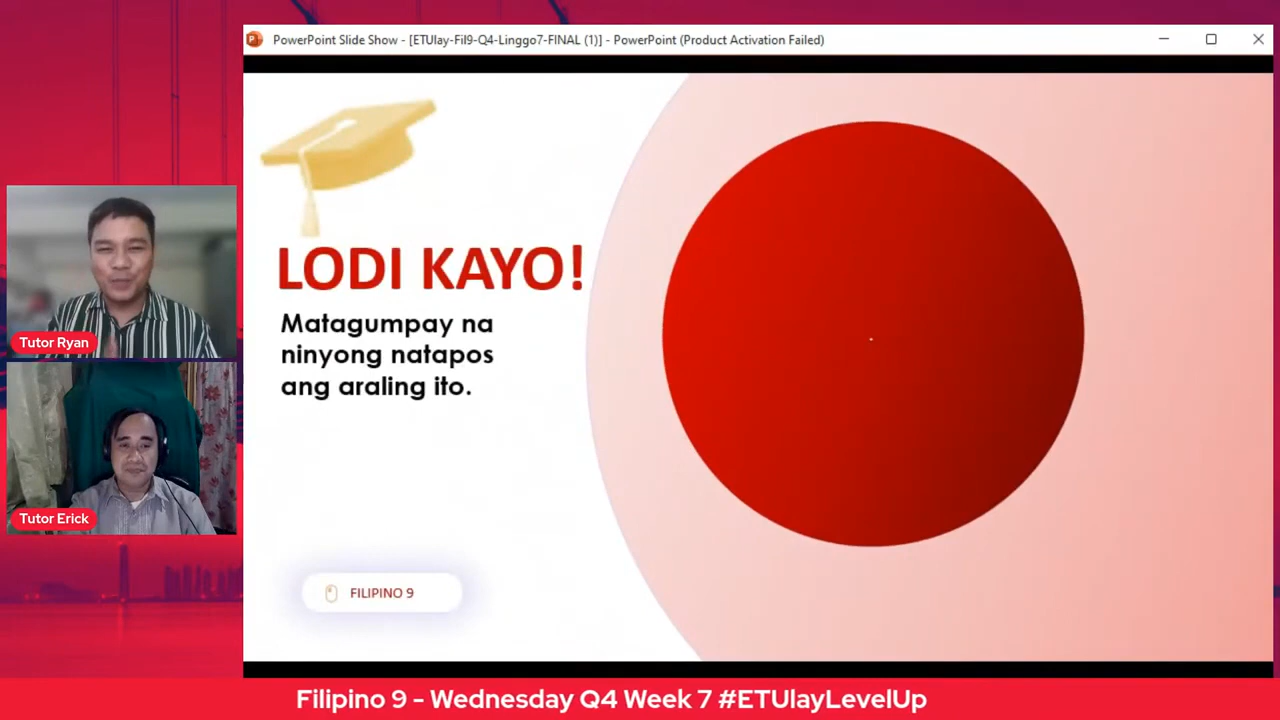 PowerPoint Slide Show - [ETUlay-Fil9-Q4-Linggo7-FINAL (1)] - PowerPoint (Product Activation Failed)
LODI KAYO!
Matagumpay na
ninyong natapos
ang araling ito.
Tutor Ryan
Tutor Erick
FILIPINO 9
Filipino 9 - Wednesday Q4 Week 7 #ETUlayLevelUp